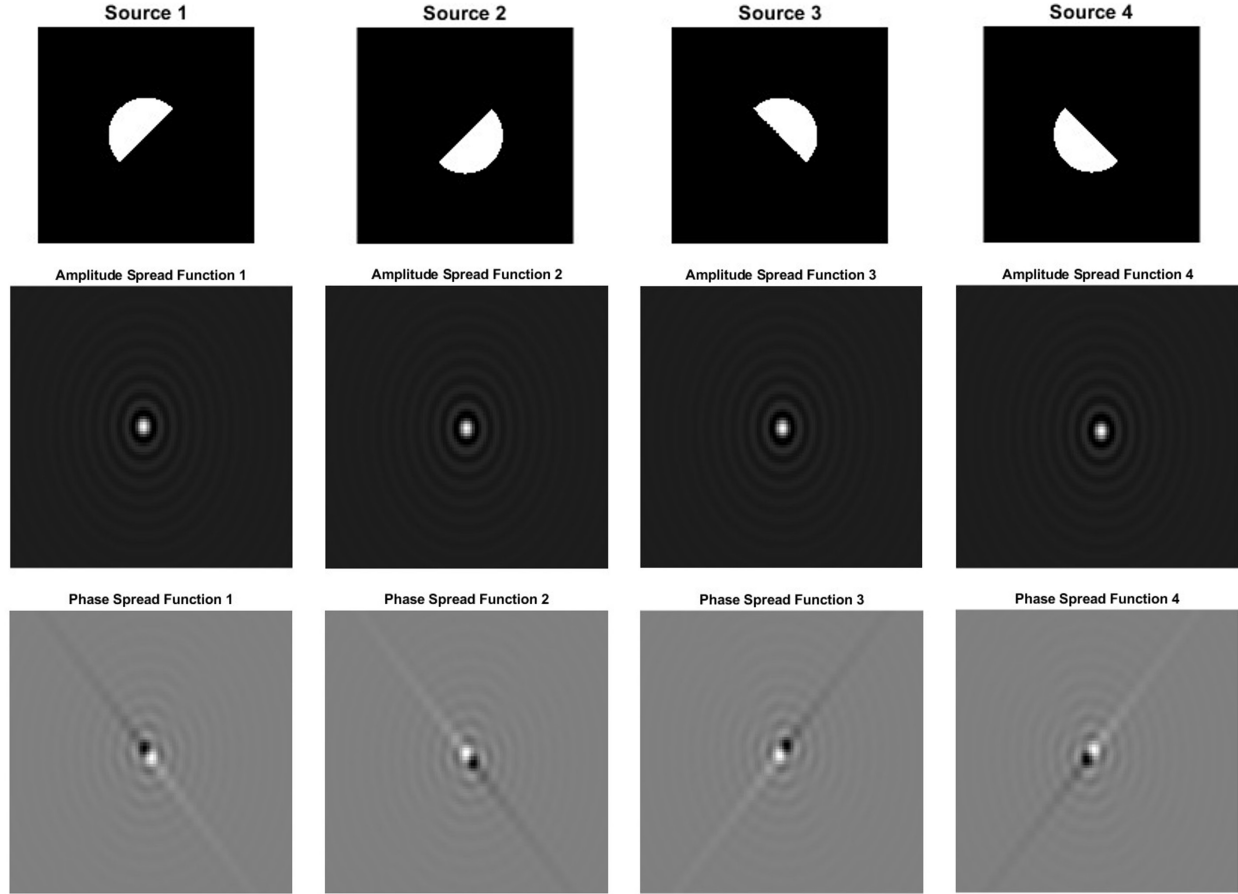 Source 1
Source 2
Source 3
Source 4
Amplitude Spread Function 1
Amplitude Spread Function 2
Amplitude Spread Function 3
Amplitude Spread Function 4
Phase Spread Function 1
Phase Spread Function 2
Phase Spread Function 3
Phase Spread Function 4